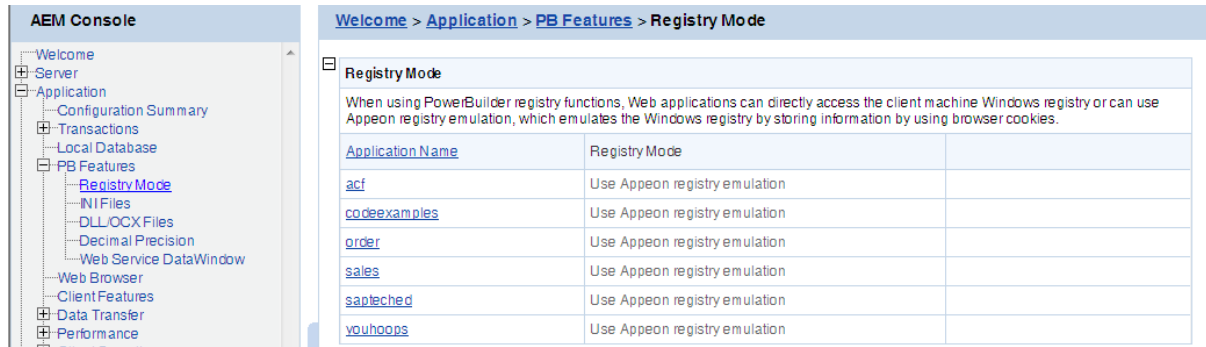 AEM Console
Welcome
Server
Application
Configuration Summary
Transactions
Local Database
PB Features
Registry Mode
INI Files
DLL/OCX Files
Decimal Precision
Web Service DataWindow
Web Browser
Client Features
Data Transfer
Performance
Welcome > Application > PB Features > Registry Mode
Registry Mode
When using PowerBuilder registry functions, Web applications can directly access the client machine Windows registry or can use
Appeon registry emulation, which emulates the Windows registry by storing information by using browser cookies.
Application Name Registry Mode
acf Use Appeon registry emulation
codeexamples Use Appeon registry emulation
order Use Appeon registry emulation
sales Use Appeon registry emulation
sapteched Use Appeon registry emulation
youhoops Use Appeon registry emulation